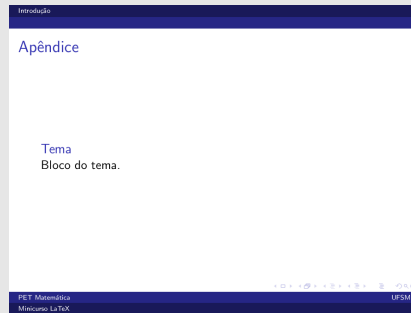 Introdução
Apêndice
Tema
Bloco do tema.
PET Matemática
UFSM
Minicurso LaTeX